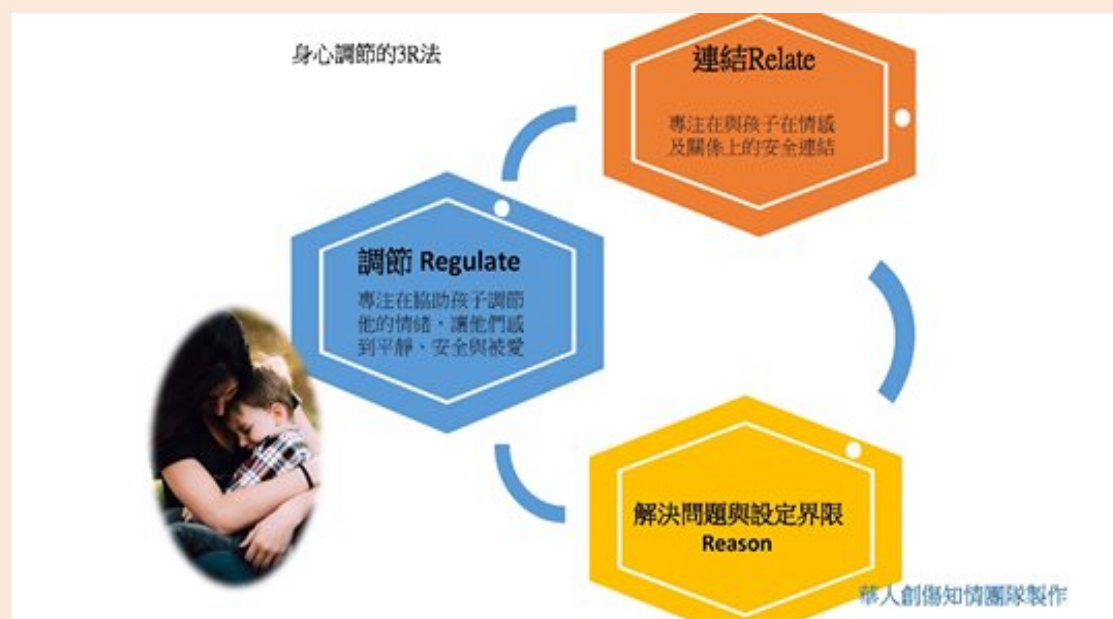 身心調節的3R法
連結Relate
專注在與孩子在情感
及關係上的安全連結
調節 Regulate
專注在協助孩子調節
他的情緒，讓他們感
到平靜、安全與被愛
解決問題與設定界限
Reason
華人創傷知情團隊製作